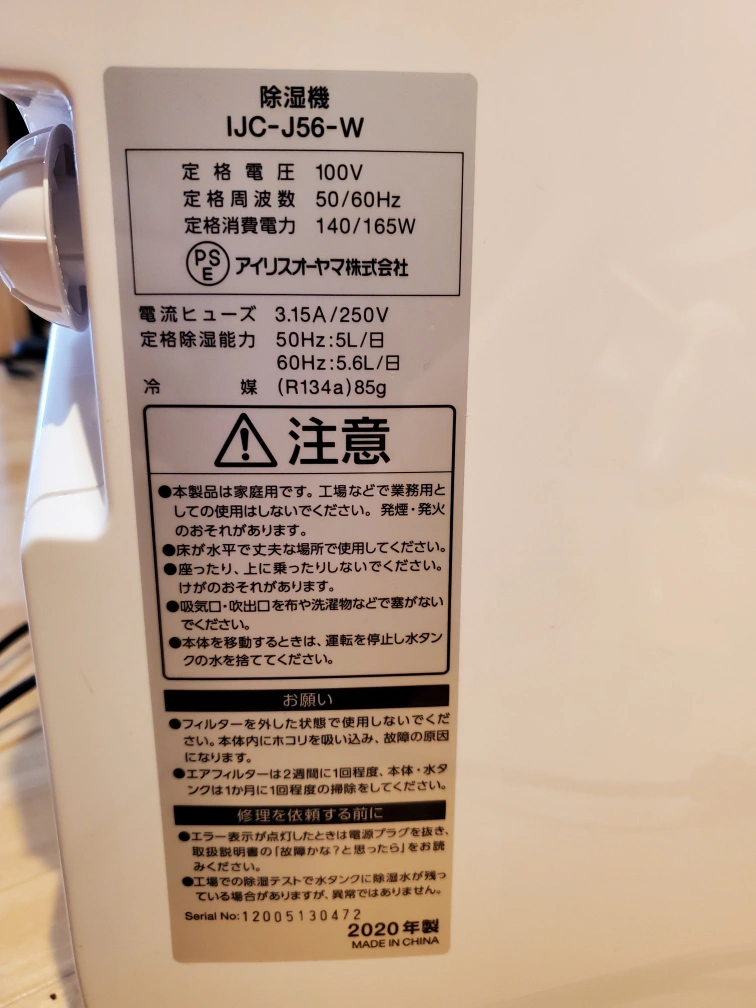 除湿機
IJC-J56-W
定格電圧 100V
定格周波数 50/60Hz
定格消費電力 140/165W
PSE アイリスオーヤマ株式会社
電流ヒューズ 3.15A/250V
定格除湿能力 50Hz:5L/日
60Hz:5.6L/日
冷媒 (R134a)85g
注意
●本製品は家庭用です。工場などで業務用と
しての使用はしないでください。発煙・発火
のおそれがあります。
●床が水平で丈夫な場所で使用してください。
●座ったり、上に乗ったりしないでください。
けがのおそれがあります。
●吸気口・吹出口を布や洗濯物などで塞がない
でください。
●本体を移動するときは、運転を停止し水タン
クの水を捨ててください。
お願い
●フィルターを外した状態で使用しないでくだ
さい。本体内にホコリを吸い込み、故障の原因
になります。
●エアフィルターは2週間に1回程度、本体・水タ
ンクは1か月に1回程度の掃除をしてください。
修理を依頼する前に
●エラー表示が点灯したときは電源プラグを抜き、
取扱説明書の「故障かな?と思ったら」をお読
みください。
●工場での除湿テストで水タンクに除湿水が残っ
ている場合がありますが、異常ではありません。
Serial No:12005130472
2020年製
MADE IN CHINA